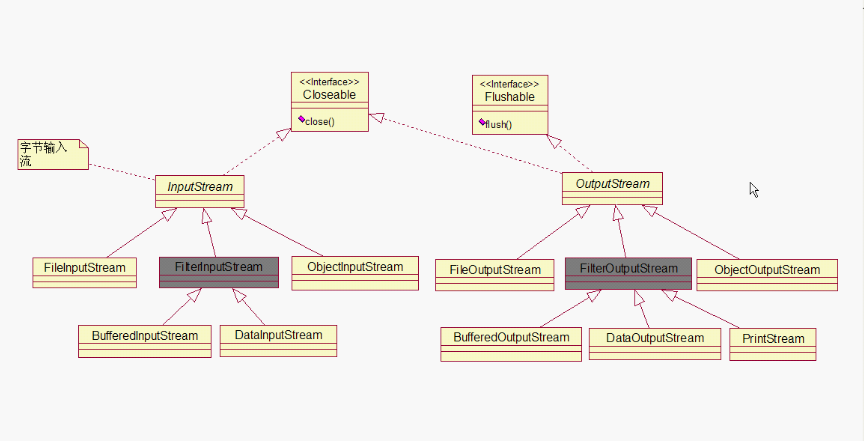 <<Interface>>
Closeable
close()
<<Interface>>
Flushable
flush()
字节输入
流
InputStream
OutputStream
FileInputStream
FilterInputStream
ObjectInputStream
FileOutputStream
FilterOutputStream
ObjectOutputStream
BufferedInputStream
DataInputStream
BufferedOutputStream
DataOutputStream
PrintStream